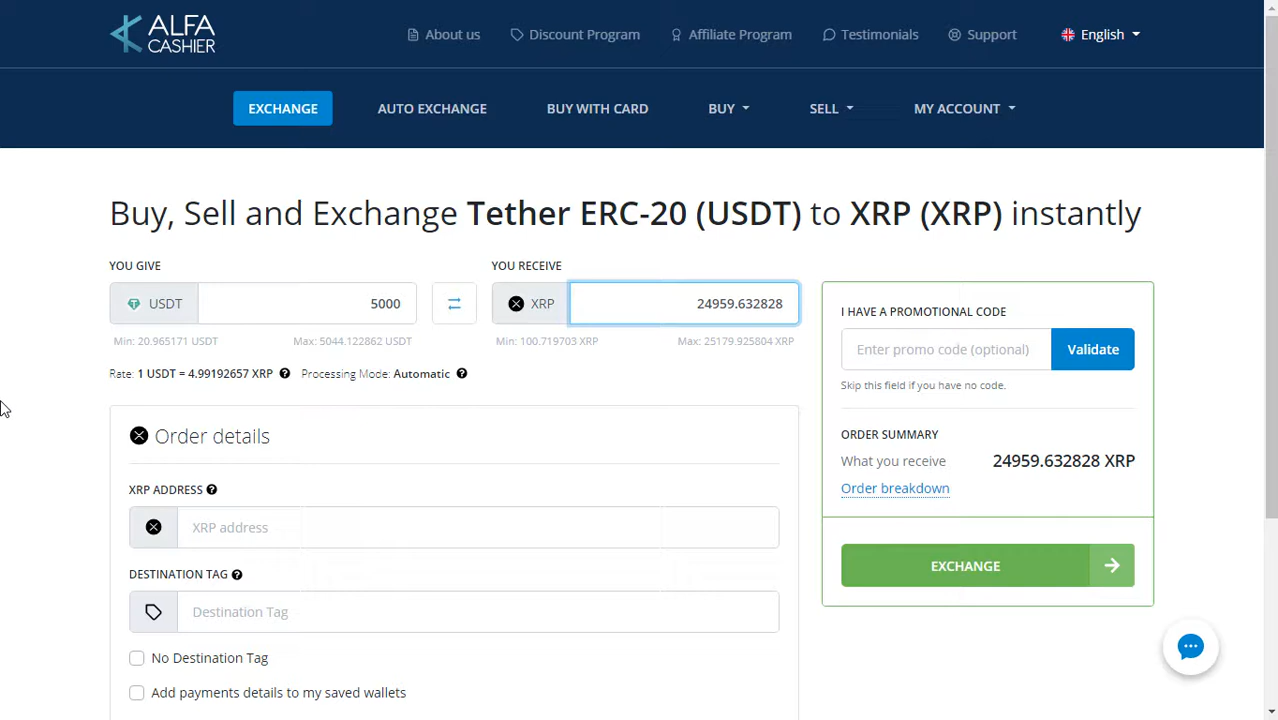 ALFA
CASHIER
About us
Discount Program
Affiliate Program
Testimonials
Support
English
EXCHANGE
AUTO EXCHANGE
BUY WITH CARD
BUY
SELL
MY ACCOUNT
Buy, Sell and Exchange Tether ERC-20 (USDT) to XRP (XRP) instantly
YOU GIVE
USDT
5000
Min: 20.965171 USDT
Max: 5044.122862 USDT
YOU RECEIVE
XRP
24959.632828
Min: 100.719703 XRP
Max: 25179.925804 XRP
Rate: 1 USDT = 4.99192657 XRP
Processing Mode: Automatic
Order details
XRP ADDRESS
XRP address
DESTINATION TAG
Destination Tag
No Destination Tag
Add payments details to my saved wallets
I HAVE A PROMOTIONAL CODE
Enter promo code (optional)
Validate
Skip this field if you have no code.
ORDER SUMMARY
What you receive 24959.632828 XRP
Order breakdown
EXCHANGE